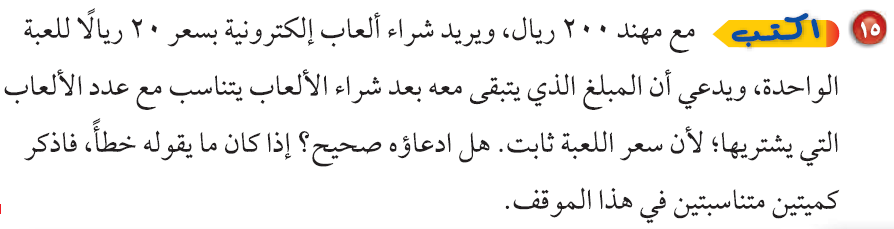 ١٥ اكتب مع مهند ٢٠٠ ريال، ويريد شراء ألعاب إلكترونية بسعر ٢٠ ريالًا للعبة
الواحدة، ويدعي أن المبلغ الذي يتبقى معه بعد شراء الألعاب يتناسب مع عدد الألعاب
التي يشتريها؛ لأن سعر اللعبة ثابت. هل ادعاؤه صحيح؟ إذا كان ما يقوله خطأً، فاذكر
كميتين متناسبتين في هذا الموقف.